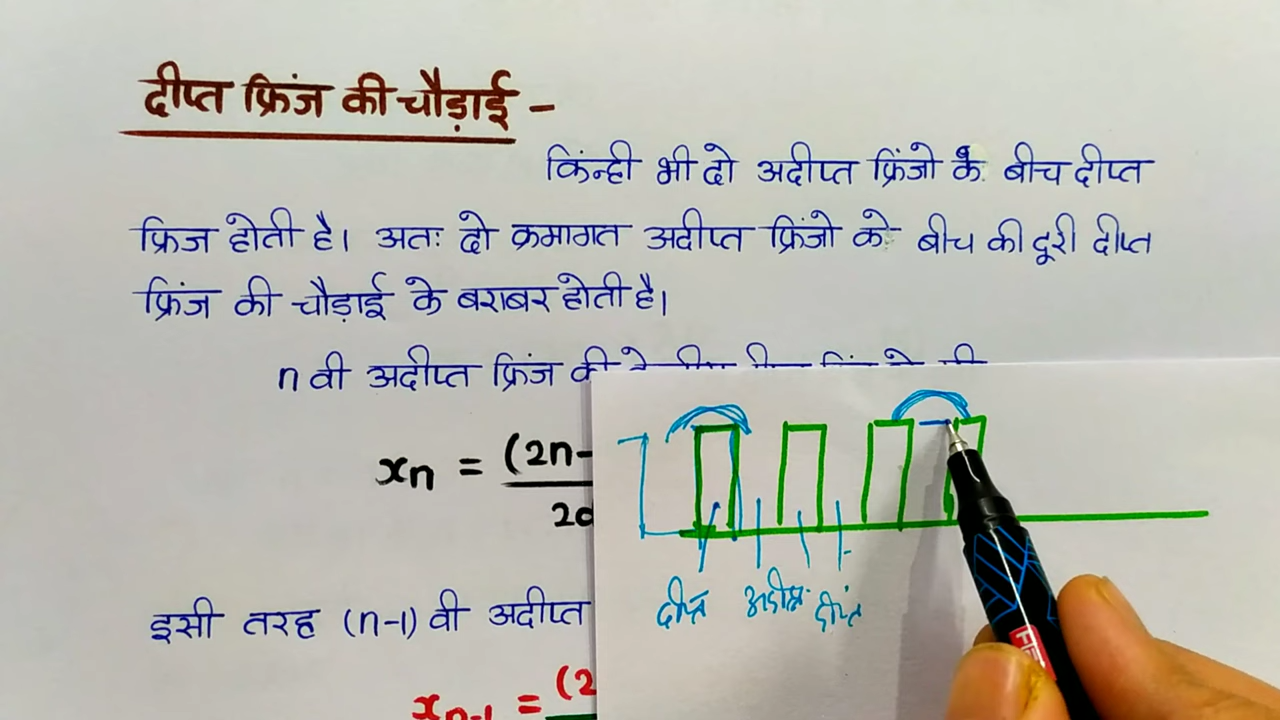 दीप्त फ्रिंज की चौड़ाई -
किंन्ही भी दो अदीप्त फ्रिंजो के बीच दीप्त
फ्रिंज होती है। अतः दो क्रमागत अदीप्त फ्रिंजो के बीच की दूरी दीप्त
फ्रिंज की चौड़ाई के बराबर होती है।
n वी अदीप्त फ्रिंज की
xn = (2n-
2d
दीप्त अदीप्त दीप्त
इसी तरह (n-1) वी अदीप्त
xn-1 = (2